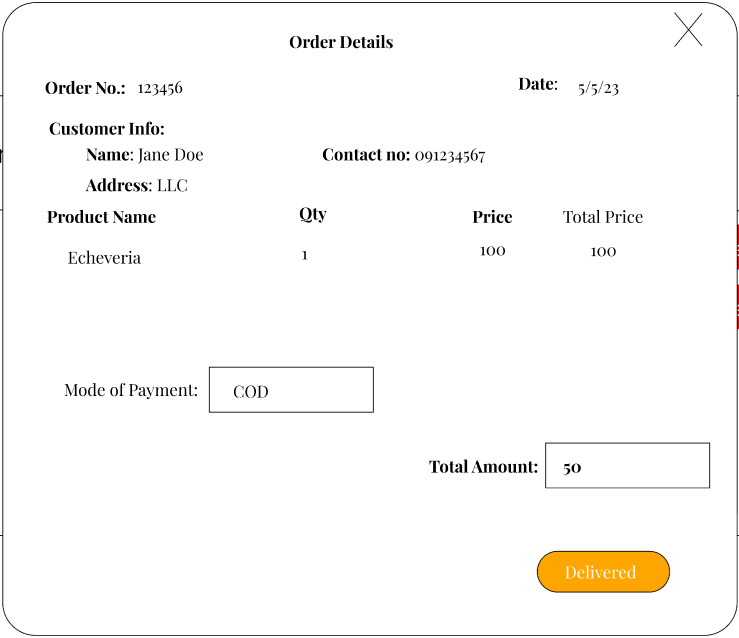 Order Details
Order No.: 123456 Date: 5/5/23
Customer Info:
Name: Jane Doe Contact no: 091234567
Address: LLC
Product Name Qty Price Total Price
Echeveria 1 100 100
Mode of Payment: COD
Total Amount: 50
Delivered